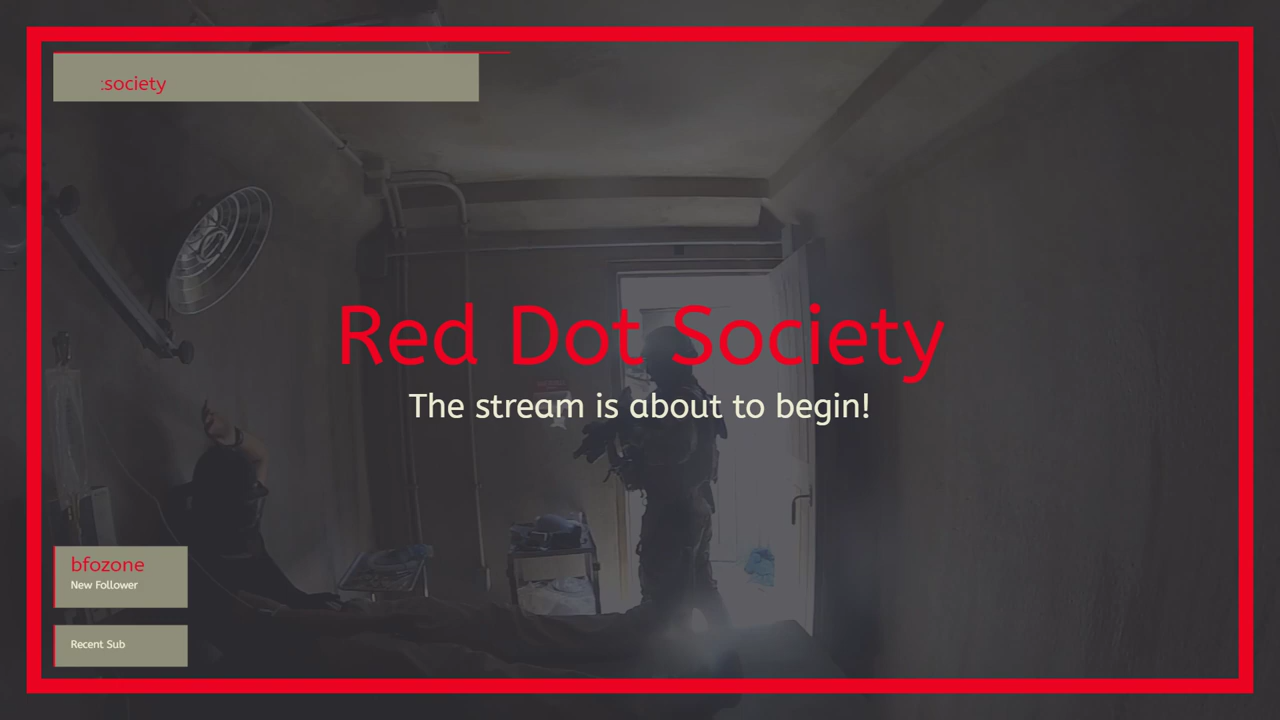 :society
Red Dot Society
The stream is about to begin!
bfozone
New Follower
Recent Sub